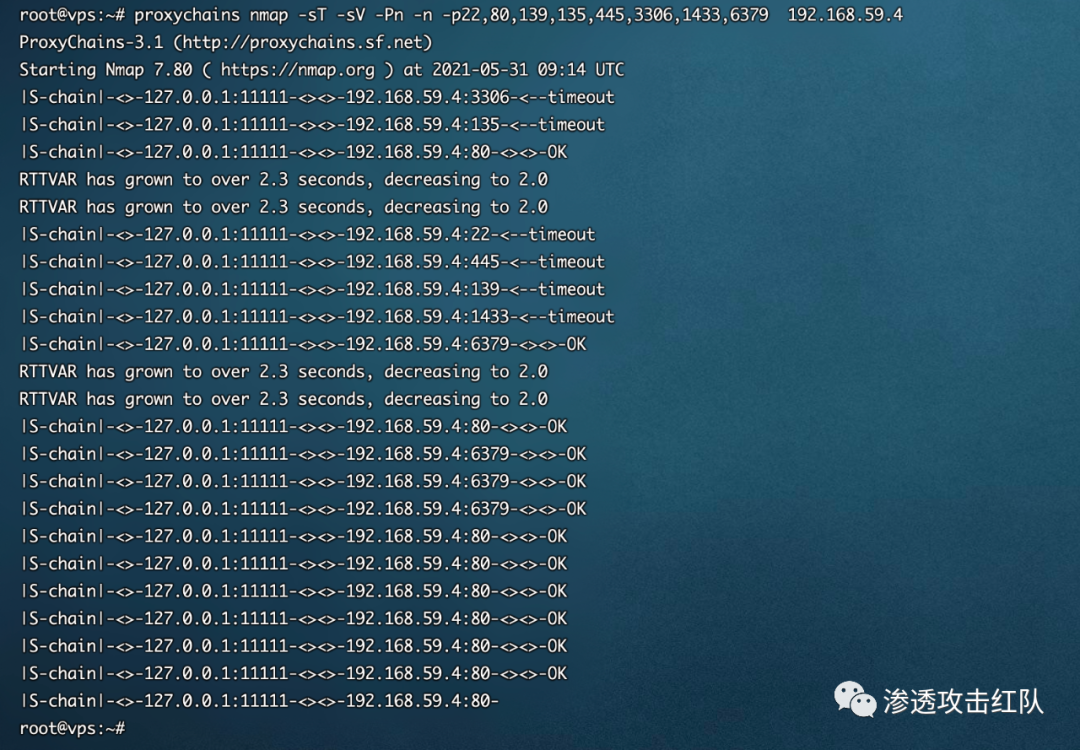 root@vps:~# proxychains nmap -sT -sV -Pn -n -p22,80,139,135,445,3306,1433,6379  192.168.59.4
ProxyChains-3.1 (http://proxychains.sf.net)
Starting Nmap 7.80 ( https://nmap.org ) at 2021-05-31 09:14 UTC
|S-chain|-<>-127.0.0.1:11111-<><>-192.168.59.4:3306-<--timeout
|S-chain|-<>-127.0.0.1:11111-<><>-192.168.59.4:135-<--timeout
|S-chain|-<>-127.0.0.1:11111-<><>-192.168.59.4:80-<><>-OK
RTTVAR has grown to over 2.3 seconds, decreasing to 2.0
RTTVAR has grown to over 2.3 seconds, decreasing to 2.0
|S-chain|-<>-127.0.0.1:11111-<><>-192.168.59.4:22-<--timeout
|S-chain|-<>-127.0.0.1:11111-<><>-192.168.59.4:445-<--timeout
|S-chain|-<>-127.0.0.1:11111-<><>-192.168.59.4:139-<--timeout
|S-chain|-<>-127.0.0.1:11111-<><>-192.168.59.4:1433-<--timeout
|S-chain|-<>-127.0.0.1:11111-<><>-192.168.59.4:6379-<><>-OK
RTTVAR has grown to over 2.3 seconds, decreasing to 2.0
RTTVAR has grown to over 2.3 seconds, decreasing to 2.0
|S-chain|-<>-127.0.0.1:11111-<><>-192.168.59.4:80-<><>-OK
|S-chain|-<>-127.0.0.1:11111-<><>-192.168.59.4:6379-<><>-OK
|S-chain|-<>-127.0.0.1:11111-<><>-192.168.59.4:6379-<><>-OK
|S-chain|-<>-127.0.0.1:11111-<><>-192.168.59.4:6379-<><>-OK
|S-chain|-<>-127.0.0.1:11111-<><>-192.168.59.4:80-<><>-OK
|S-chain|-<>-127.0.0.1:11111-<><>-192.168.59.4:80-<><>-OK
|S-chain|-<>-127.0.0.1:11111-<><>-192.168.59.4:80-<><>-OK
|S-chain|-<>-127.0.0.1:11111-<><>-192.168.59.4:80-<><>-OK
|S-chain|-<>-127.0.0.1:11111-<><>-192.168.59.4:80-<><>-OK
|S-chain|-<>-127.0.0.1:11111-<><>-192.168.59.4:80-<><>-OK
|S-chain|-<>-127.0.0.1:11111-<><>-192.168.59.4:80-
root@vps:~#
渗透攻击红队